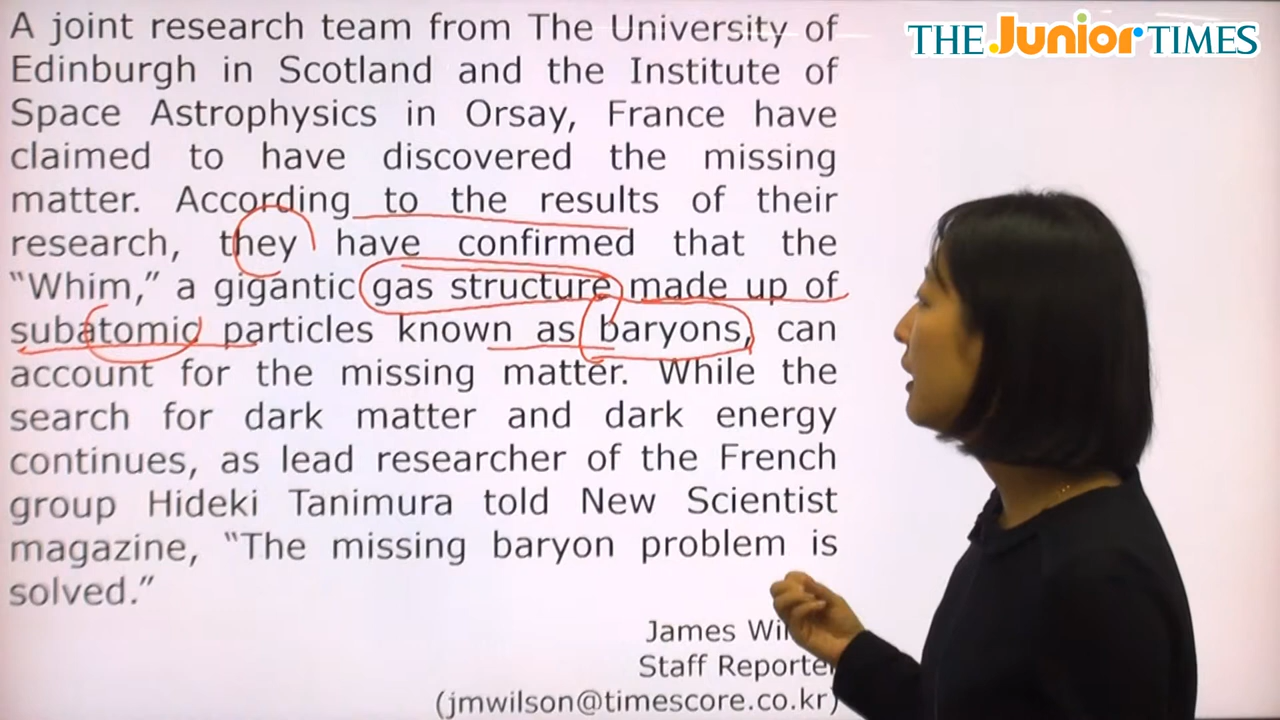 THE Junior TIMES
A joint research team from The University of
Edinburgh in Scotland and the Institute of
Space Astrophysics in Orsay, France have
claimed to have discovered the missing
matter. According to the results of their
research, they have confirmed that the
“Whim,” a gigantic gas structure made up of
subatomic particles known as baryons, can
account for the missing matter. While the
search for dark matter and dark energy
continues, as lead researcher of the French
group Hideki Tanimura told New Scientist
magazine, “The missing baryon problem is
solved.”
James
Staff Reporter
(jmwilson@timescore.co.kr)